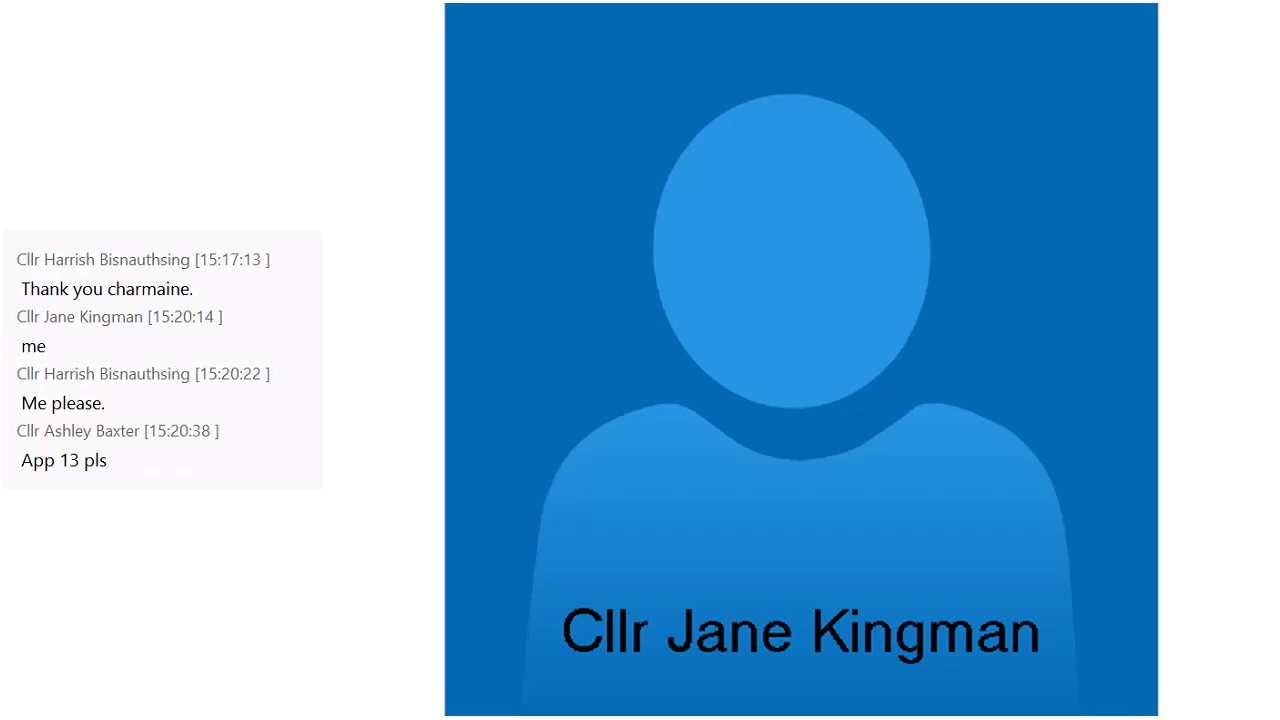 Cllr Harrish Bisnauthsing [15:17:13 ]
Thank you charmaine.
Cllr Jane Kingman [15:20:14 ]
me
Cllr Harrish Bisnauthsing [15:20:22 ]
Me please.
Cllr Ashley Baxter [15:20:38 ]
App 13 pls
Cllr Jane Kingman